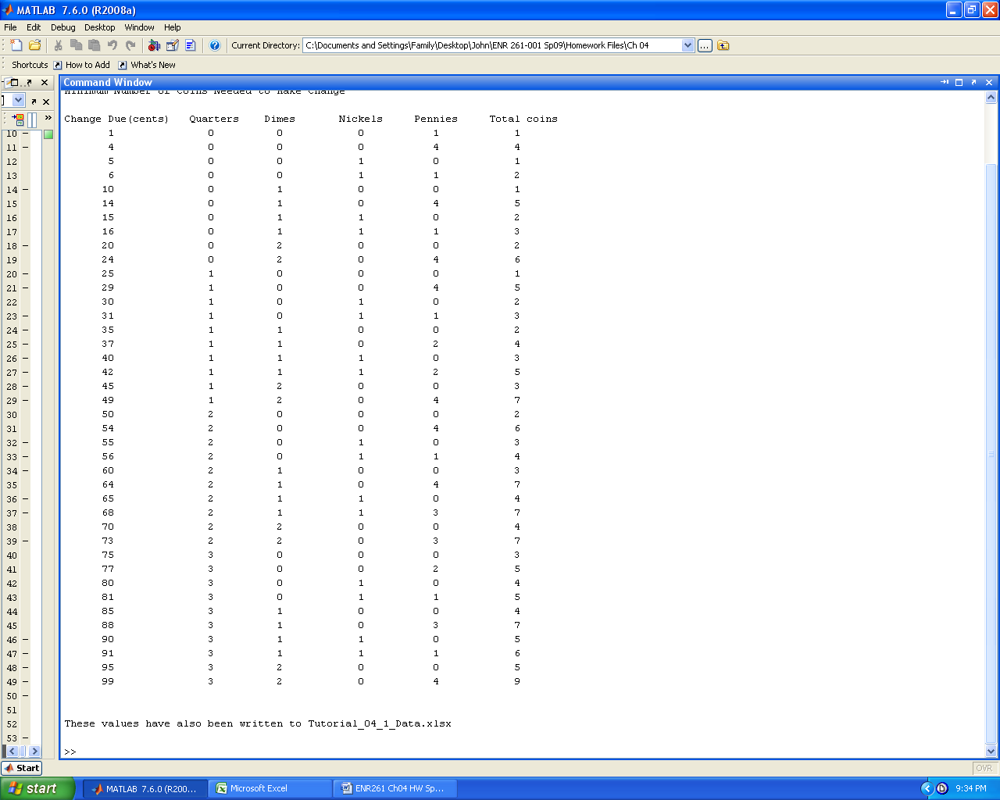 MATLAB 7.6.0 (R2008a)
File Edit Debug Desktop Window Help
Current Directory: C:\Documents and Settings\Family\Desktop\John\ENR 261-001 Sp09\Homework Files\Ch 04
Shortcuts How to Add What's New
Command Window
Minimum Number of Coins Needed to Make Change
Change Due(cents) Quarters Dimes Nickels Pennies Total coins
10 1 0 0 0 1 1
11 4 0 0 0 4 4
12 5 0 0 1 0 1
13 6 0 0 1 1 2
14 10 0 1 0 0 1
15 14 0 1 0 4 5
16 15 0 1 1 0 2
17 16 0 1 1 1 3
18 20 0 2 0 0 2
19 24 0 2 0 4 6
20 25 1 0 0 0 1
21 29 1 0 0 4 5
22 30 1 0 1 0 2
23 31 1 0 1 1 3
24 35 1 1 0 0 2
25 37 1 1 0 2 4
26 40 1 1 1 0 3
27 42 1 1 1 2 5
28 45 1 2 0 0 3
29 49 1 2 0 4 7
30 50 2 0 0 0 2
31 54 2 0 0 4 6
32 55 2 0 1 0 3
33 56 2 0 1 1 4
34 60 2 1 0 0 3
35 64 2 1 0 4 7
36 65 2 1 1 0 4
37 68 2 1 1 3 7
38 70 2 2 0 0 4
39 73 2 2 0 3 7
40 75 3 0 0 0 3
41 77 3 0 0 2 5
42 80 3 0 1 0 4
43 81 3 0 1 1 5
44 85 3 1 0 0 4
45 88 3 1 0 3 7
46 90 3 1 1 0 5
47 91 3 1 1 1 6
48 95 3 2 0 0 5
49 99 3 2 0 4 9
50
51
52 These values have also been written to Tutorial_04_1_Data.xlsx
53
>>
Start OVR
start MATLAB 7.6.0 (R200... Microsoft Excel ENR261 Ch04 HW Sp... 9:34 PM